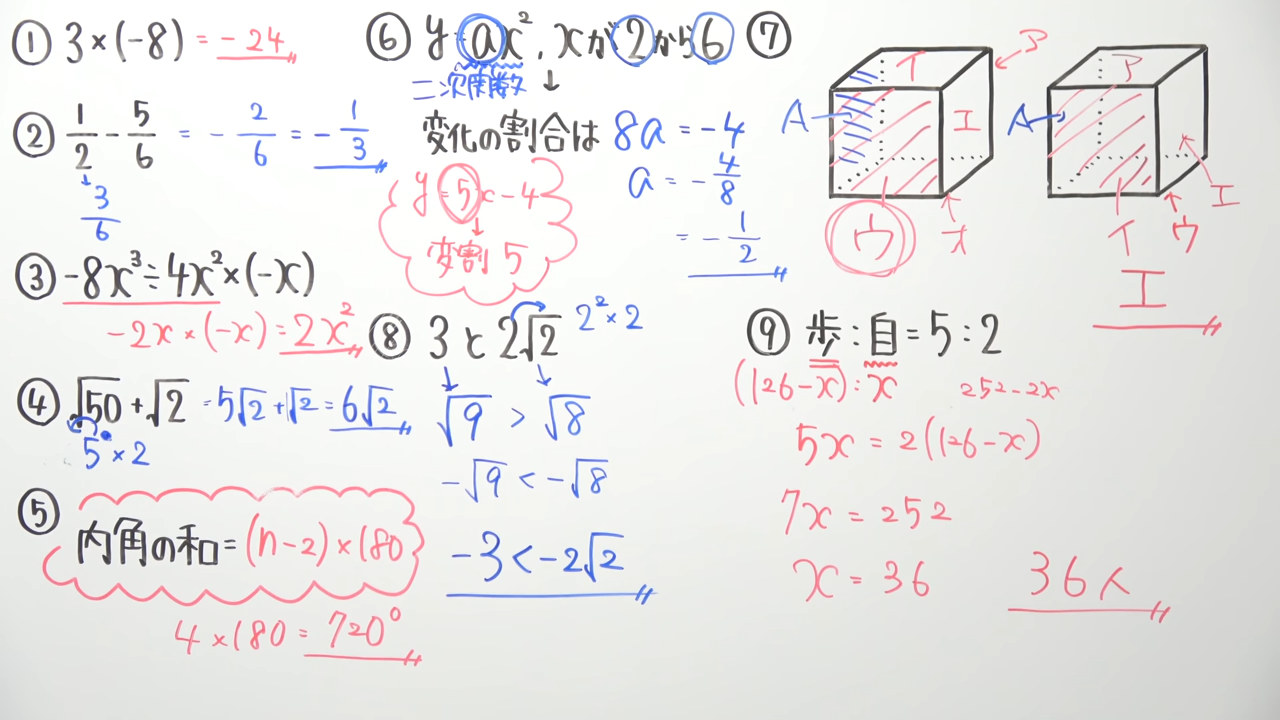 ① 3×(-8) = -24
② 1/2 - 5/6 = -2/6 = -1/3
3/6
③ -8x³÷4x²×(-x)
-2x×(-x) = 2x²
④ √50+√2 = 5√2+√2 = 6√2
5²×2
⑤ 内角の和=(n-2)×180
4×180 = 720°
⑥ y=ax², xが2から6
二次関数 ↓
変化の割合は 8a = -4
a = -4/8
= -1/2
y=5x-4
↓
変割 5
⑦
ア
イ
A
エ
ウ
オ
ア
A
エ
イ
ウ
エ
⑧ 3と2√2 2²×2
↓ ↓
√9 > √8
-√9 < -√8
-3<-2√2
⑨ 歩:自=5:2
(126-x):x 252-2x
5x = 2(126-x)
7x = 252
x = 36 36人